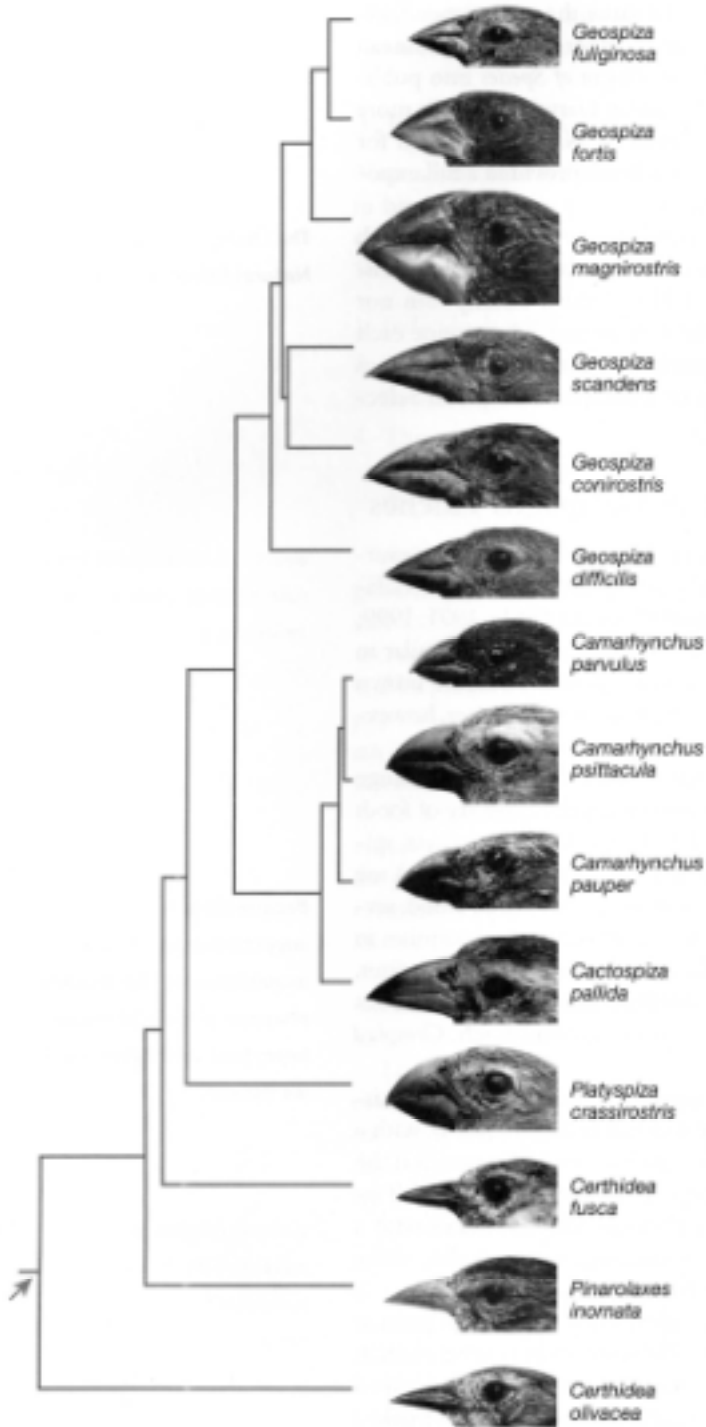 Geospiza
fuliginosa
Geospiza
fortis
Geospiza
magnirostris
Geospiza
scandens
Geospiza
conirostris
Geospiza
difficilis
Camarhynchus
parvulus
Camarhynchus
psittacula
Camarhynchus
pauper
Cactospiza
pallida
Platyspiza
crassirostris
Certhidea
fusca
Pinarolaxes
inornata
Certhidea
olivacea